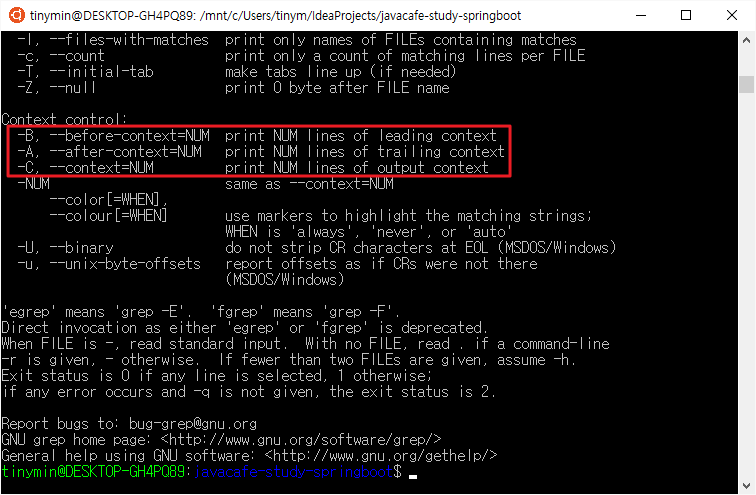 tinymin@DESKTOP-GH4PQ89: /mnt/c/Users/tinym/IdeaProjects/javacafe-study-springboot
-l, --files-with-matches  print only names of FILEs containing matches
-c, --count               print only a count of matching lines per FILE
-T, --initial-tab         make tabs line up (if needed)
-Z, --null                print 0 byte after FILE name
Context control:
-B, --before-context=NUM  print NUM lines of leading context
-A, --after-context=NUM   print NUM lines of trailing context
-C, --context=NUM         print NUM lines of output context
-NUM                      same as --context=NUM
--color[=WHEN],
--colour[=WHEN]       use markers to highlight the matching strings;
WHEN is 'always', 'never', or 'auto'
-U, --binary              do not strip CR characters at EOL (MSDOS/Windows)
-u, --unix-byte-offsets   report offsets as if CRs were not there
(MSDOS/Windows)
'egrep' means 'grep -E'.  'fgrep' means 'grep -F'.
Direct invocation as either 'egrep' or 'fgrep' is deprecated.
When FILE is -, read standard input.  With no FILE, read . if a command-line
-r is given, - otherwise.  If fewer than two FILEs are given, assume -h.
Exit status is 0 if any line is selected, 1 otherwise;
if any error occurs and -q is not given, the exit status is 2.
Report bugs to: bug-grep@gnu.org
GNU grep home page: <http://www.gnu.org/software/grep/>
General help using GNU software: <http://www.gnu.org/gethelp/>
tinymin@DESKTOP-GH4PQ89:javacafe-study-springboot$